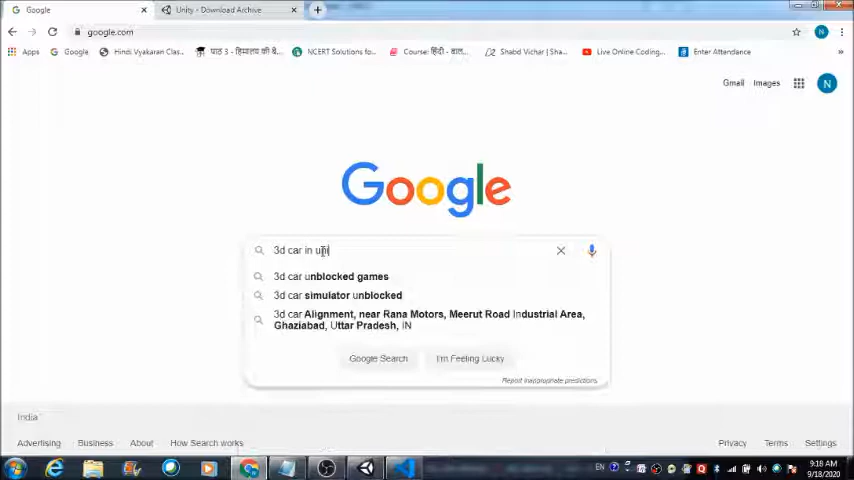 Google
Unity - Download Archive
google.com
Apps
Google
Hindi Vyakaran Clas...
पाठ 3 - हिमालय की बे...
NCERT Solutions fo...
Course: हिंदी - वाल...
Shabd Vichar | Sha...
Live Online Coding...
Enter Attendance
Gmail Images N
Google
3d car in un
3d car unblocked games
3d car simulator unblocked
3d car Alignment, near Rana Motors, Meerut Road Industrial Area,
Ghaziabad, Uttar Pradesh, IN
Google Search I'm Feeling Lucky
Report inappropriate predictions
India
Advertising Business About How Search works Privacy Terms Settings
EN 9:18 AM
9/18/2020